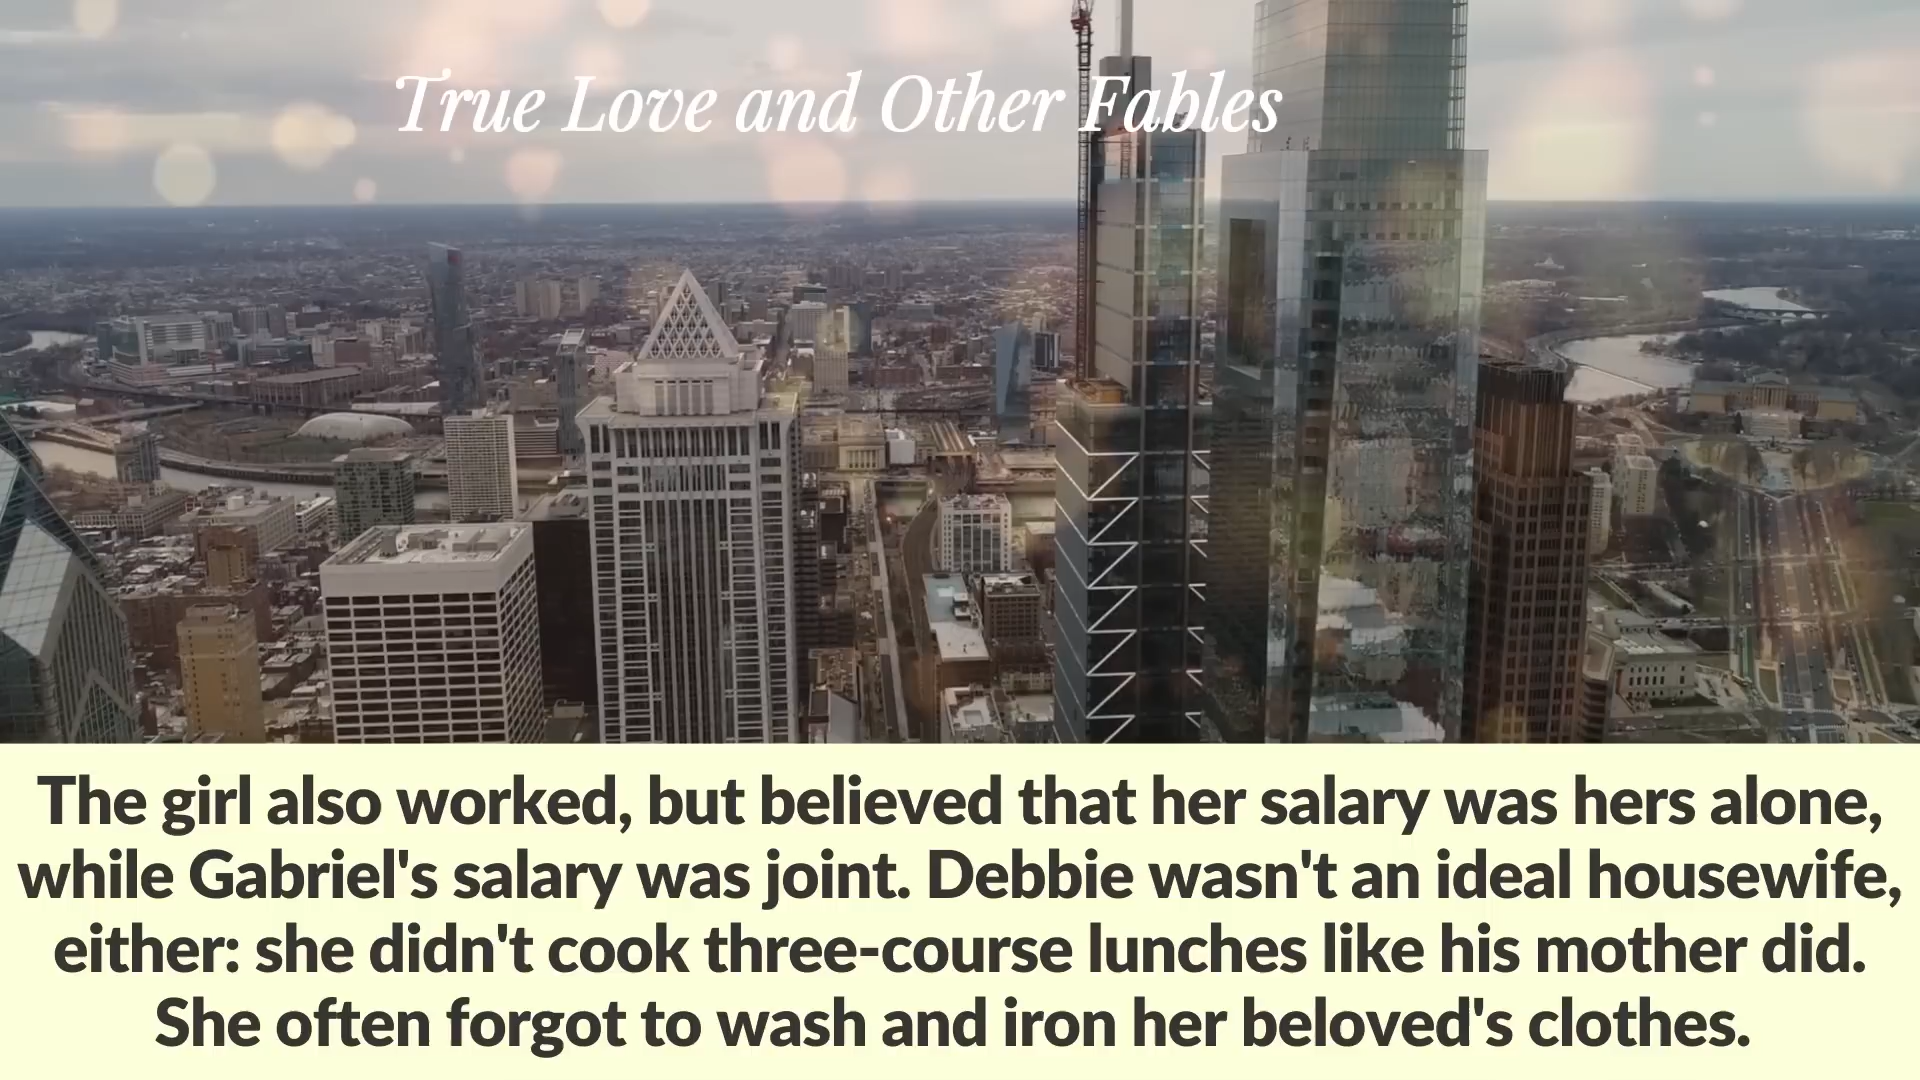 True Love and Other Fables
The girl also worked, but believed that her salary was hers alone,
while Gabriel's salary was joint. Debbie wasn't an ideal housewife,
either: she didn't cook three-course lunches like his mother did.
She often forgot to wash and iron her beloved's clothes.